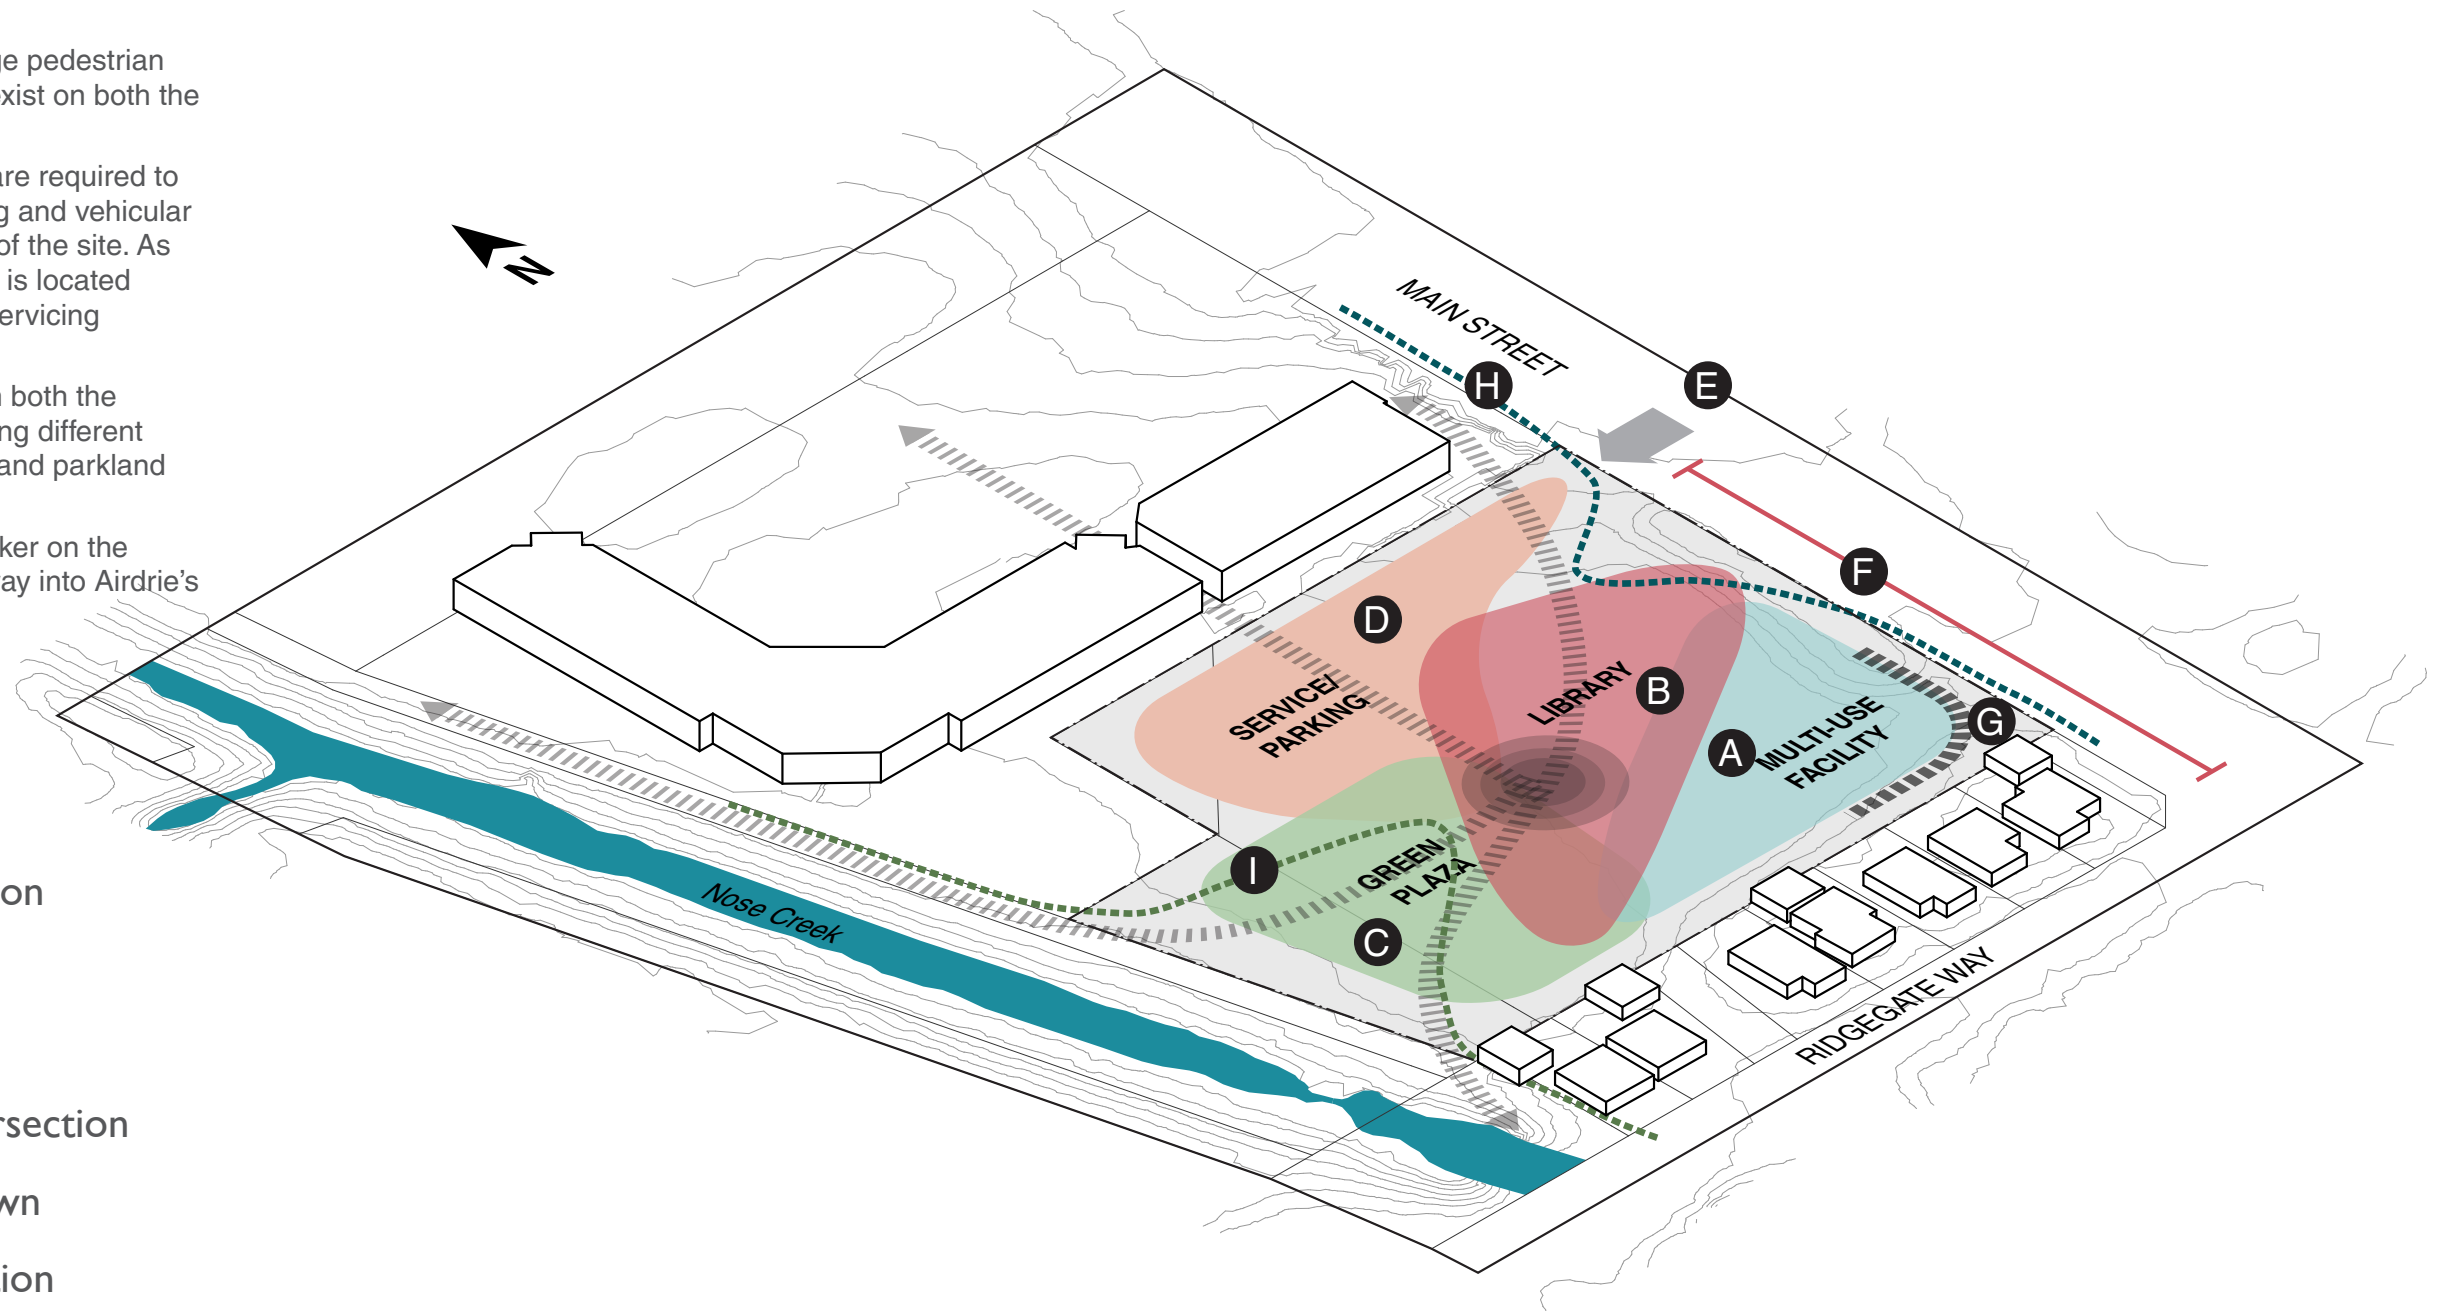 ge pedestrian
exist on both the
are required to
g and vehicular
of the site. As
is located
ervicing
n both the
ng different
and parkland
ker on the
ay into Airdrie's
on
rsection
wn
tion
N
MAIN STREET
H
E
F
D
SERVICE/
PARKING
LIBRARY
B
A
MULTI-USE
FACILITY
G
I
GREEN
PLAZA
C
Nose Creek
RIDGEGATE WAY